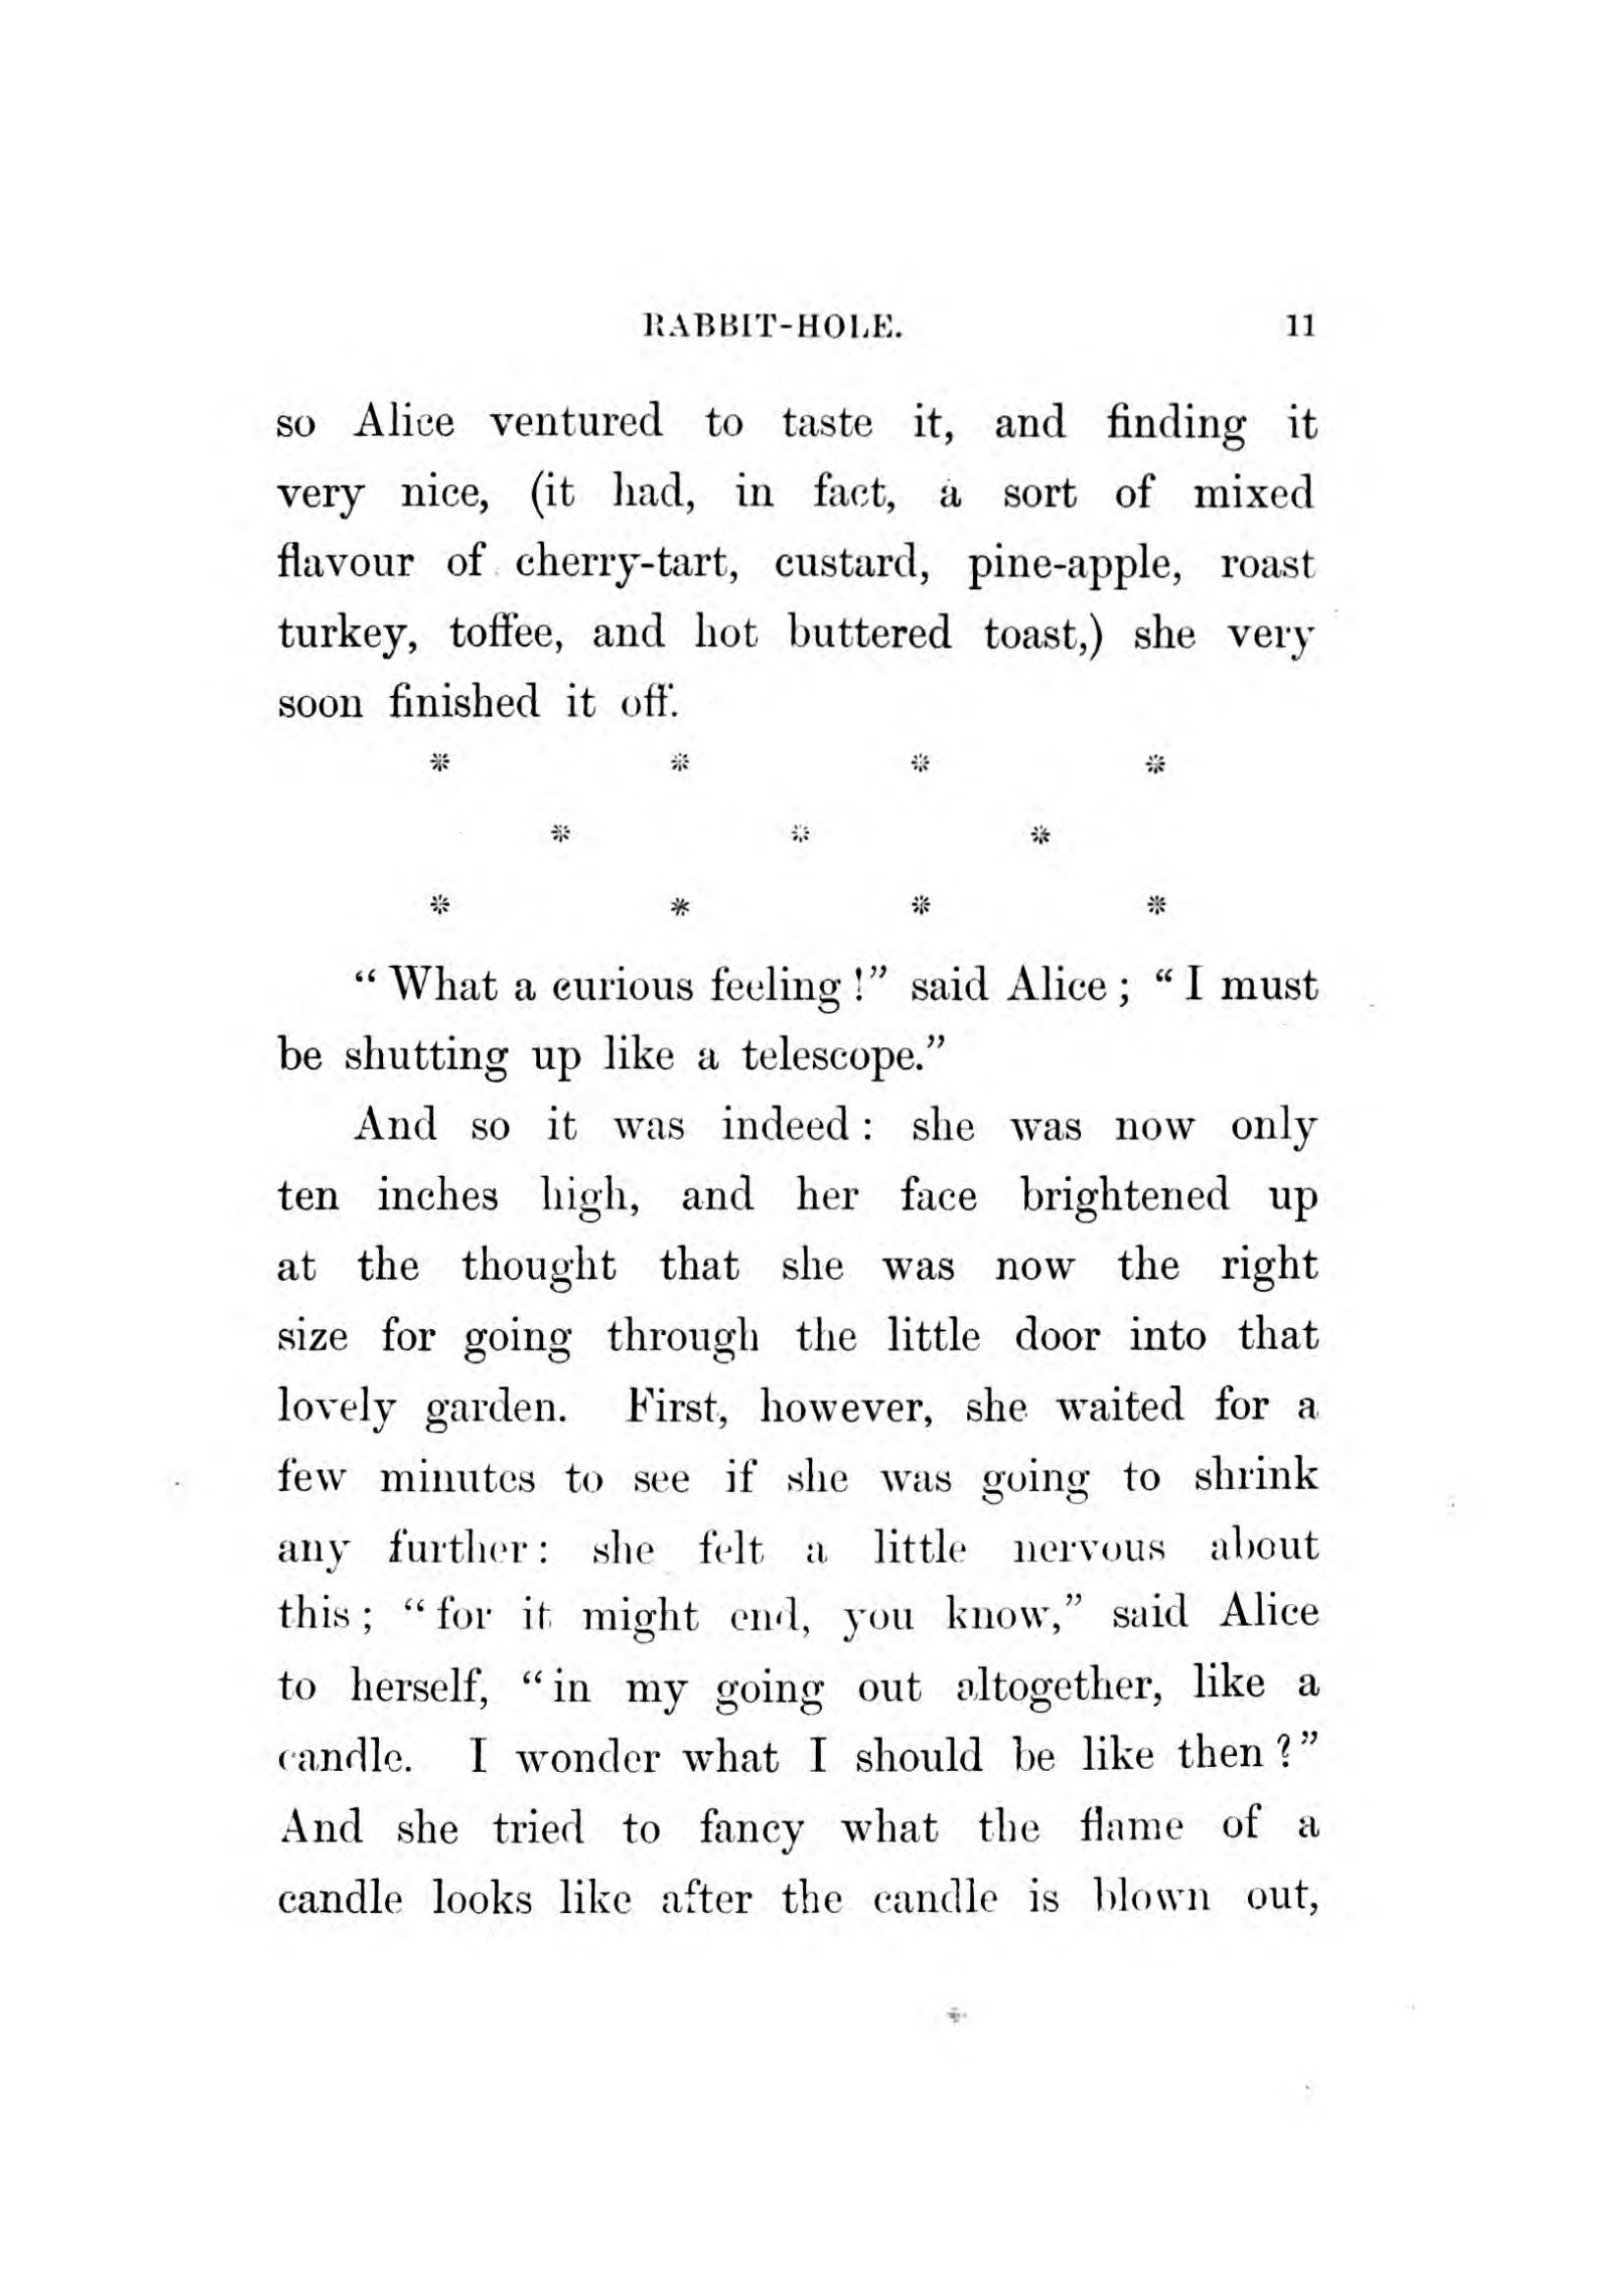 RABBIT-HOLE. 11
so Alice ventured to taste it, and finding it
very nice, (it had, in fact, a sort of mixed
flavour of cherry-tart, custard, pine-apple, roast
turkey, toffee, and hot buttered toast,) she very
soon finished it off.
* * * *
* * *
* * * *
“ What a curious feeling !” said Alice ; “ I must
be shutting up like a telescope.”
And so it was indeed : she was now only
ten inches high, and her face brightened up
at the thought that she was now the right
size for going through the little door into that
lovely garden. First, however, she waited for a
few minutes to see if she was going to shrink
any further : she felt a little nervous about
this ; “ for it might end, you know,” said Alice
to herself, “ in my going out altogether, like a
candle. I wonder what I should be like then ?”
And she tried to fancy what the flame of a
candle looks like after the candle is blown out,